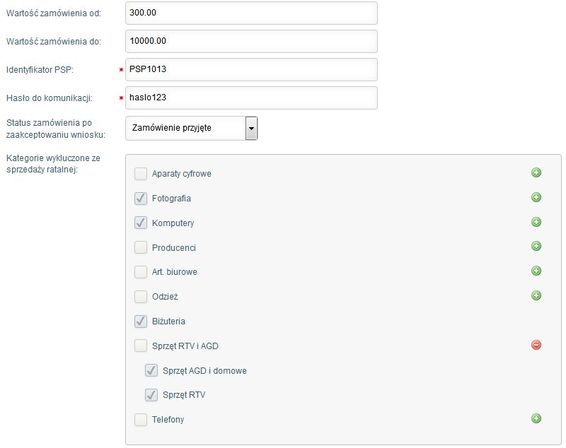 Wartość zamówienia od: 300.00
Wartość zamówienia do: 10000.00
Identyfikator PSP: * PSP1013
Hasło do komunikacji: * haslo123
Status zamówienia po
zaakceptowaniu wniosku: Zamówienie przyjęte
Kategorie wykluczone ze
sprzedaży ratalnej:
Aparaty cyfrowe
Fotografia
Komputery
Producenci
Art. biurowe
Odzież
Biżuteria
Sprzęt RTV i AGD
Sprzęt AGD i domowe
Sprzęt RTV
Telefony